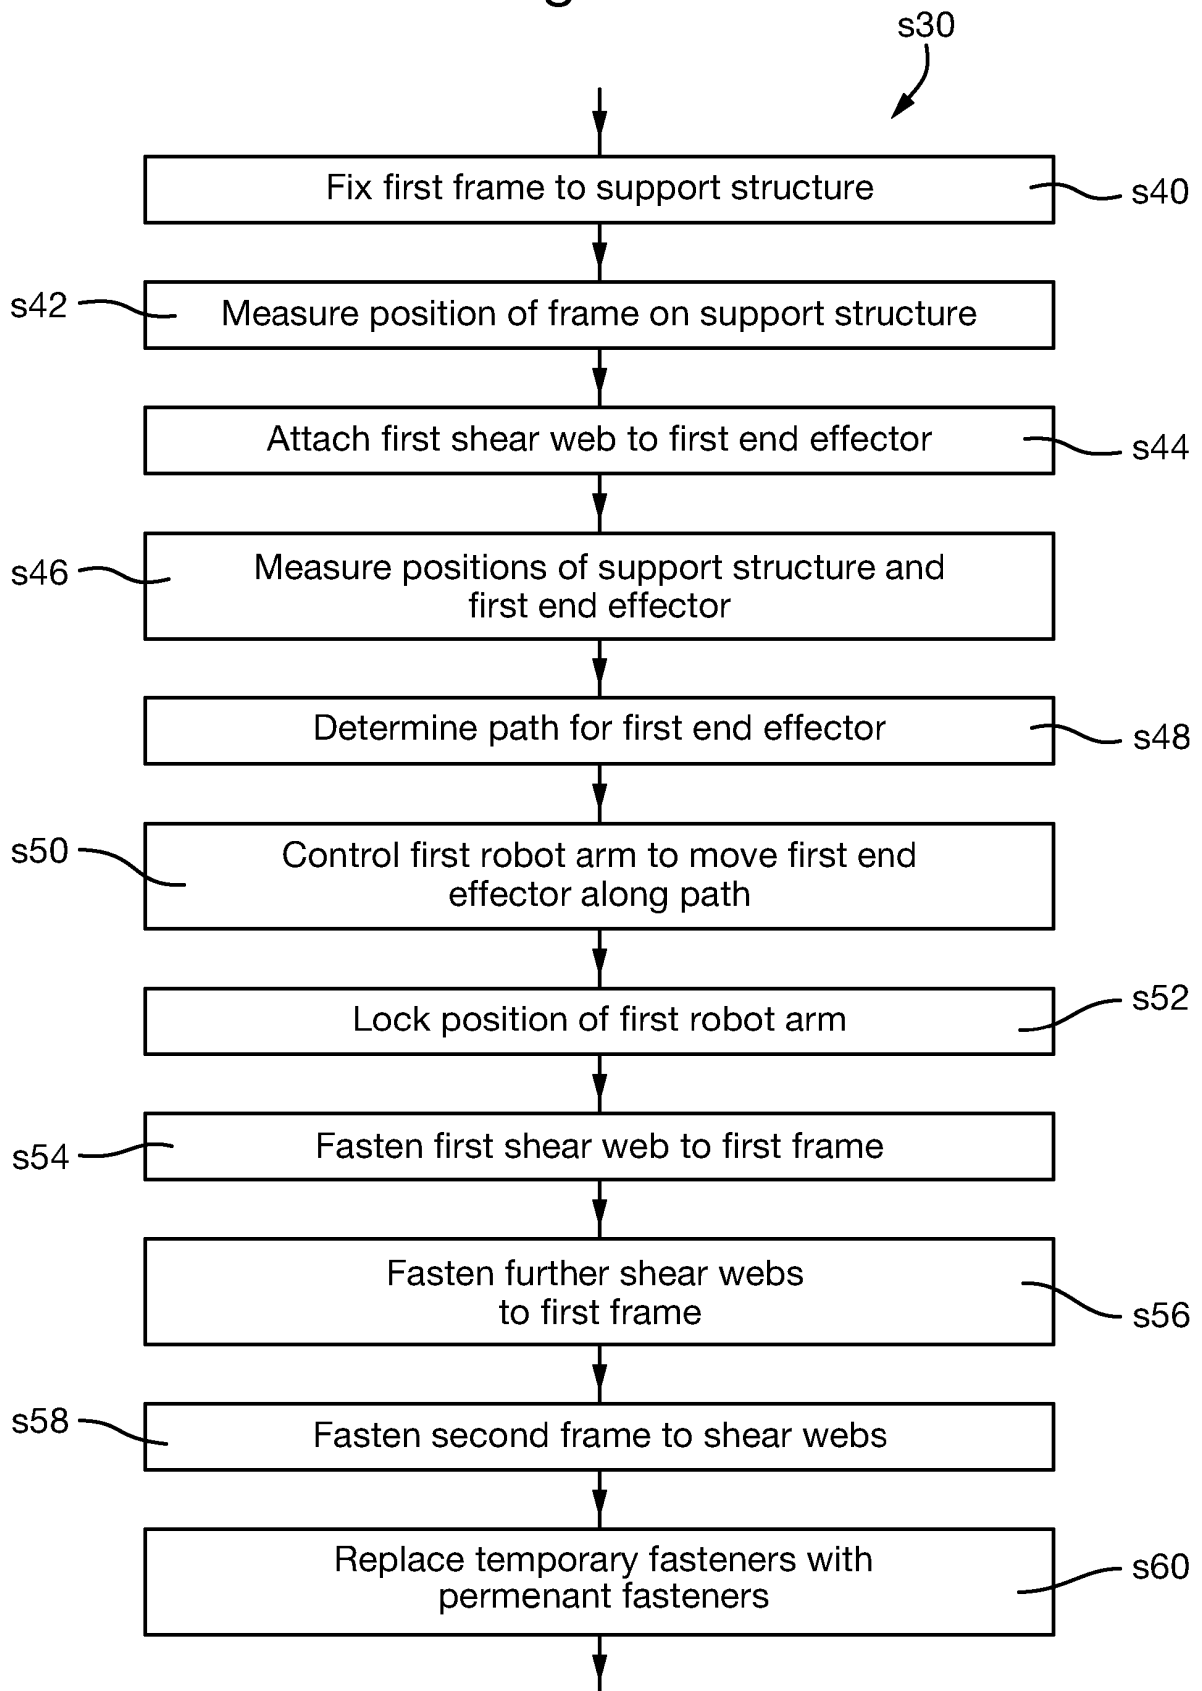 s30
Fix first frame to support structure
s40
s42
Measure position of frame on support structure
Attach first shear web to first end effector
s44
s46
Measure positions of support structure and
first end effector
Determine path for first end effector
s48
s50
Control first robot arm to move first end
effector along path
Lock position of first robot arm
s52
s54
Fasten first shear web to first frame
Fasten further shear webs
to first frame
s56
s58
Fasten second frame to shear webs
Replace temporary fasteners with
permenant fasteners
s60